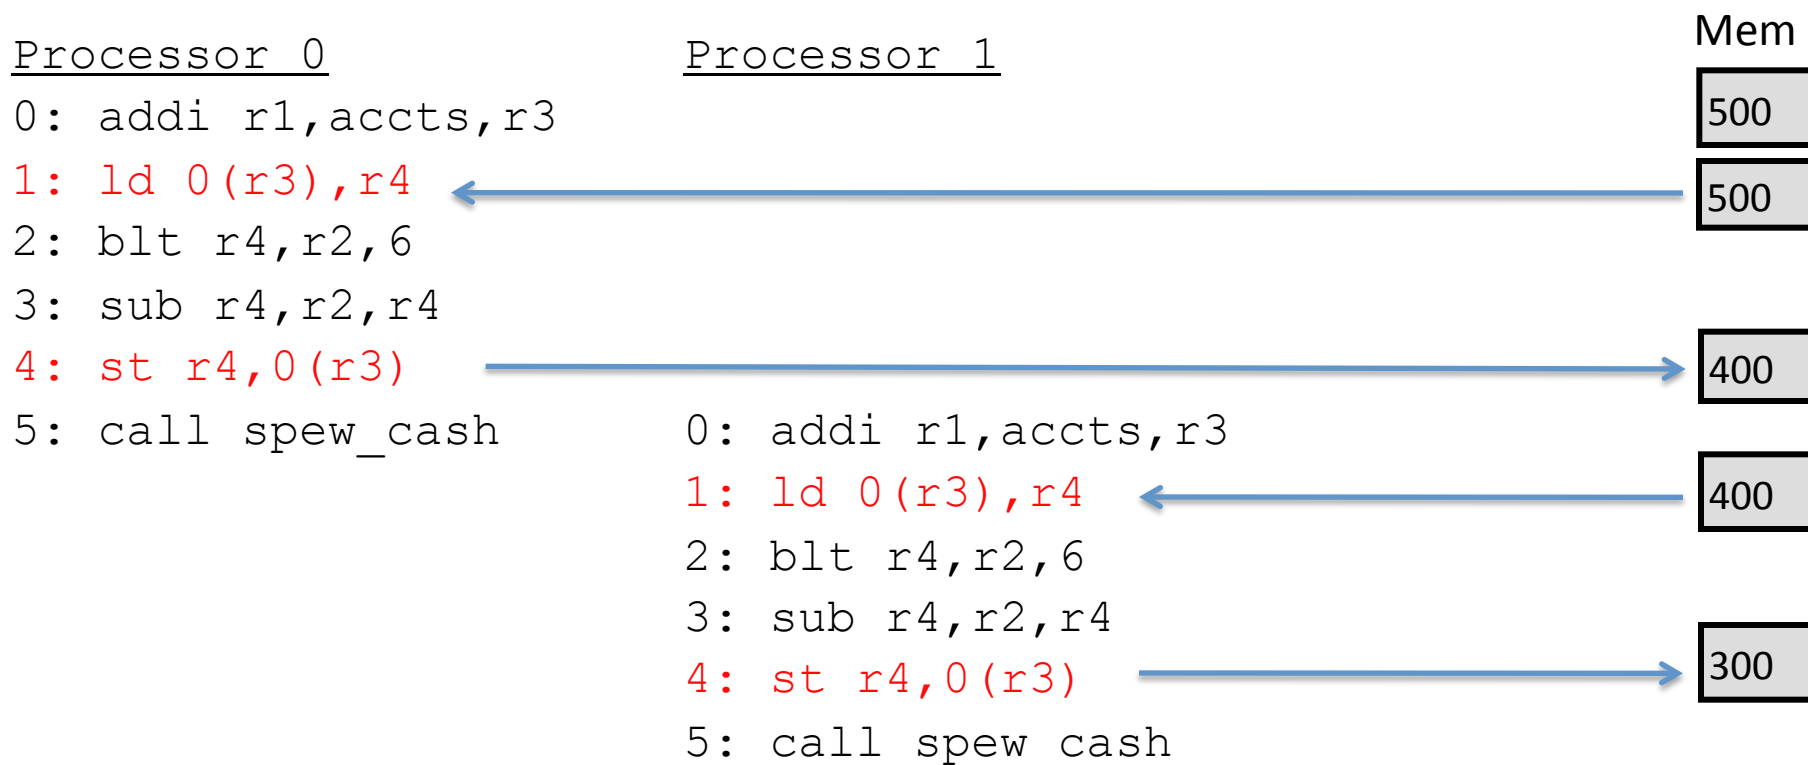 Mem
Processor 0 Processor 1
0: addi r1,accts,r3 500
1: ld 0(r3),r4 500
2: blt r4,r2,6
3: sub r4,r2,r4
4: st r4,0(r3) 400
5: call spew_cash 0: addi r1,accts,r3
1: ld 0(r3),r4 400
2: blt r4,r2,6
3: sub r4,r2,r4
4: st r4,0(r3) 300
5: call spew cash